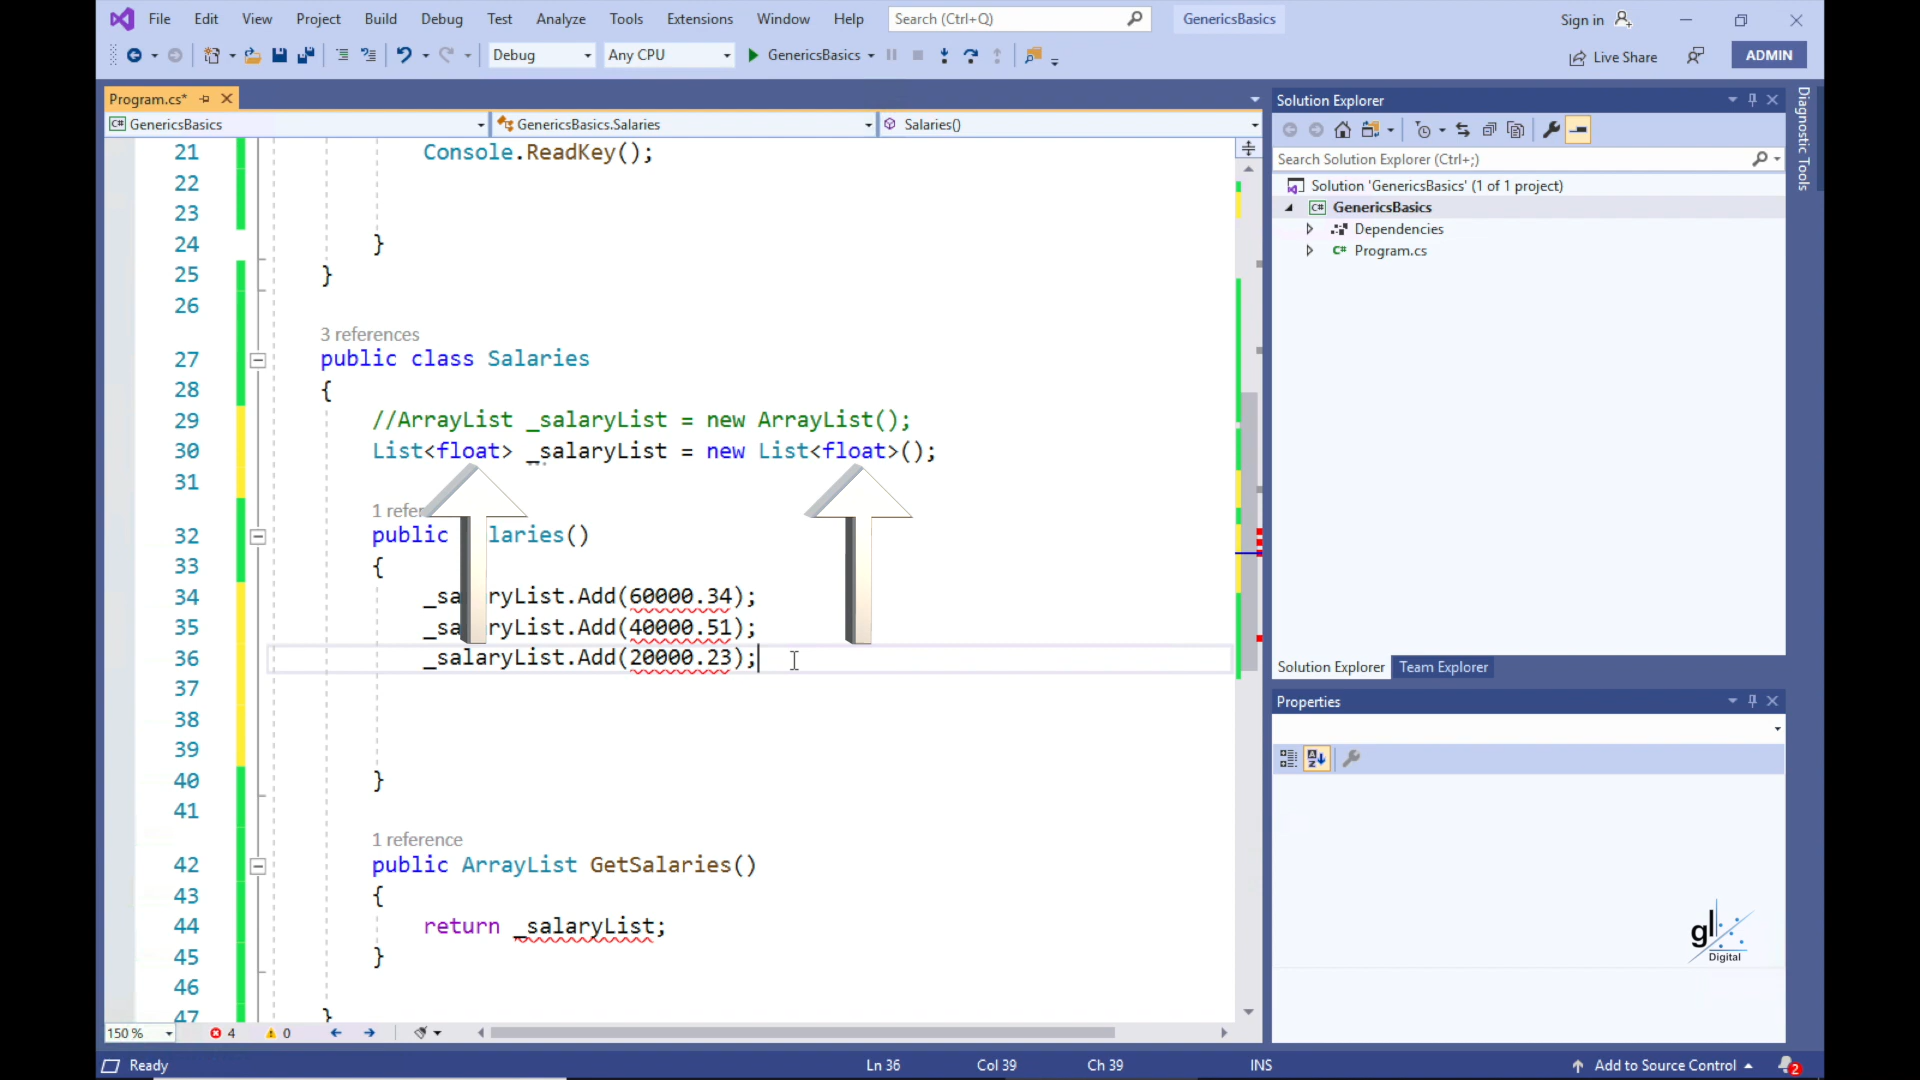 File Edit View Project Build Debug Test Analyze Tools Extensions Window Help Search (Ctrl+Q) GenericsBasics Sign in
Debug Any CPU GenericsBasics Live Share ADMIN
Program.cs*
GenericsBasics GenericsBasics.Salaries Salaries()
21 Console.ReadKey();
22
23
24 }
25 }
26
3 references
27 public class Salaries
28 {
29 //ArrayList _salaryList = new ArrayList();
30 List<float> _salaryList = new List<float>();
31
1 refer
32 public laries()
33 {
34 _sa ryList.Add(60000.34);
35 _sa ryList.Add(40000.51);
36 _salaryList.Add(20000.23);
37
38
39
40 }
41
1 reference
42 public ArrayList GetSalaries()
43 {
44 return _salaryList;
45 }
46
47 }
150 % 4 0
Ready Ln 36 Col 39 Ch 39 INS Add to Source Control 2
Solution Explorer
Search Solution Explorer (Ctrl+;)
Solution 'GenericsBasics' (1 of 1 project)
C# GenericsBasics
Dependencies
C# Program.cs
Solution Explorer Team Explorer
Properties
Diagnostic Tools
gl
Digital